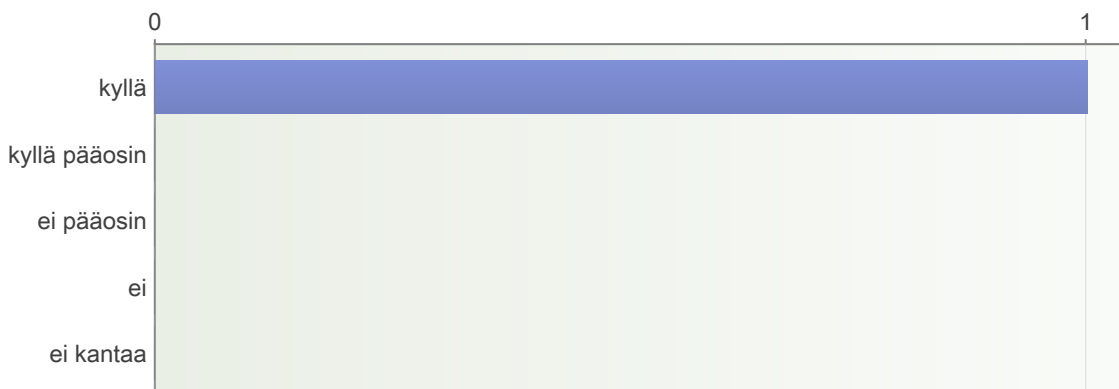 0 1
kyllä
kyllä pääosin
ei pääosin
ei
ei kantaa